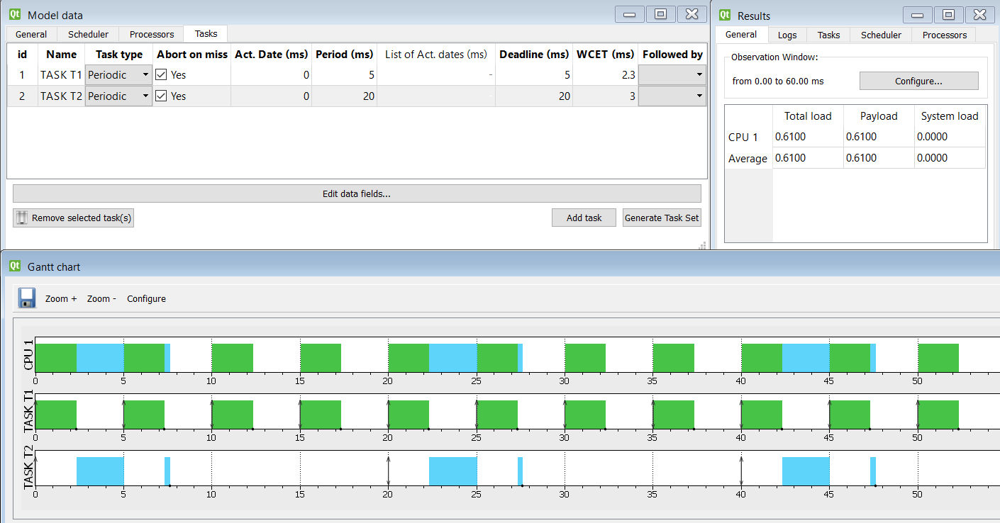 Qt Model data
General Scheduler Processors Tasks
id Name Task type Abort on miss Act. Date (ms) Period (ms) List of Act. dates (ms) Deadline (ms) WCET (ms) Followed by
1 TASK T1 Periodic Yes 0 5 - 5 2.3
2 TASK T2 Periodic Yes 0 20 - 20 3
Edit data fields...
Remove selected task(s) Add task Generate Task Set
Qt Results
General Logs Tasks Scheduler Processors
Observation Window:
from 0.00 to 60.00 ms Configure...
Total load Payload System load
CPU 1 0.6100 0.6100 0.0000
Average 0.6100 0.6100 0.0000
Qt Gantt chart
Zoom + Zoom - Configure
CPU 1
0 5 10 15 20 25 30 35 40 45 50
TASK T1
0 5 10 15 20 25 30 35 40 45 50
TASK T2
0 5 10 15 20 25 30 35 40 45 50